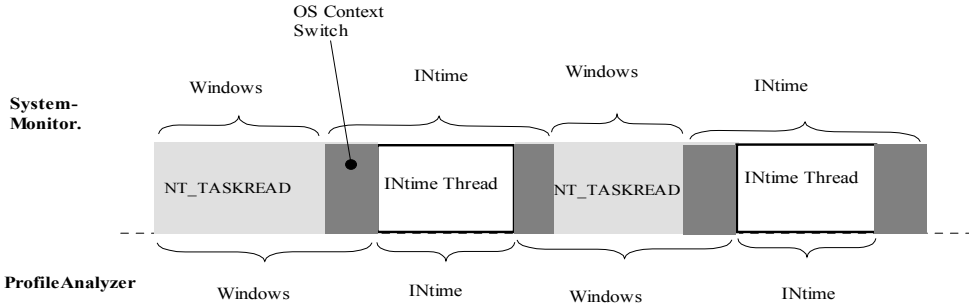 OS Context
Switch
Windows
INtime
Windows
INtime
System-
Monitor.
NT_TASKREAD
INtime Thread
NT_TASKREAD
INtime Thread
ProfileAnalyzer
Windows
INtime
Windows
INtime